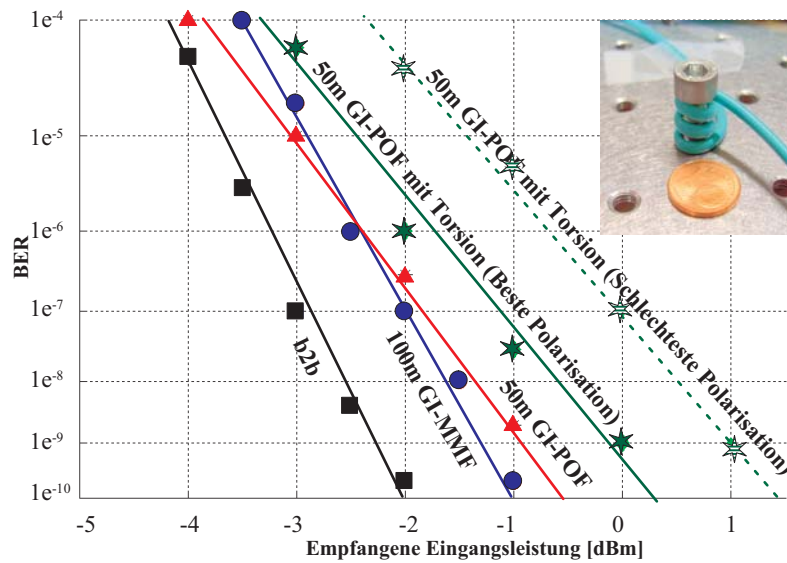 1e-4
1e-5
1e-6
1e-7
1e-8
1e-9
1e-10
BER
-5
-4
-3
-2
-1
0
1
Empfangene Eingangsleistung [dBm]
b2b
100m GI-MMF
50m GI-POF
50m GI-POF mit Torsion (Beste Polarisation)
50m GI-POF mit Torsion (Schlechteste Polarisation)